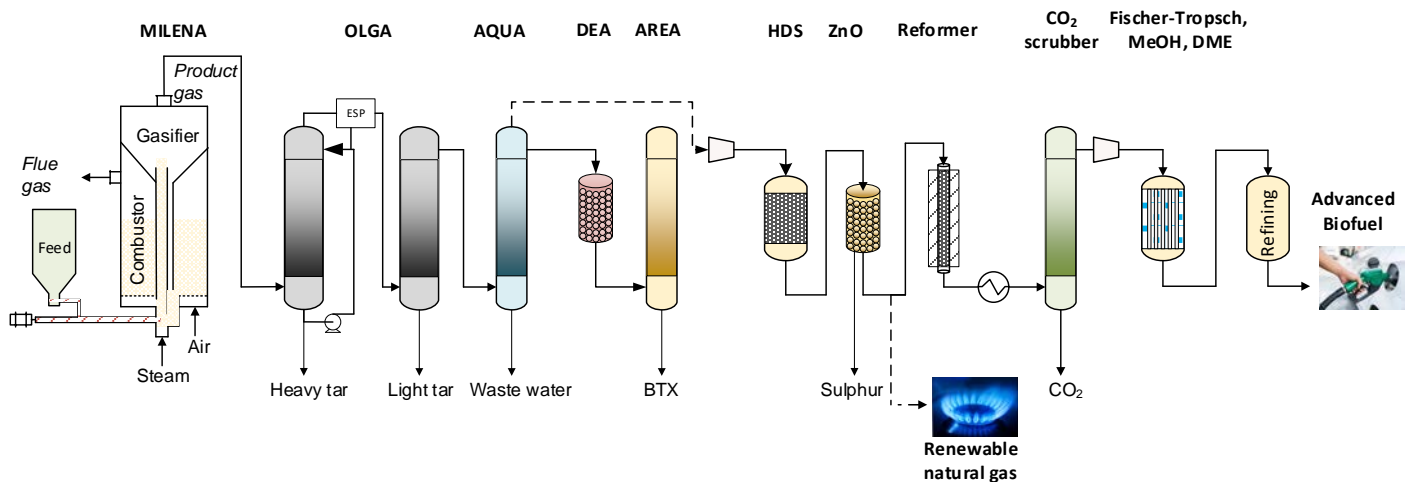 MILENA
OLGA
AQUA
DEA
AREA
HDS
ZnO
Reformer
CO₂
scrubber
Fischer-Tropsch,
MeOH, DME
Product
gas
Gasifier
Flue
gas
Feed
Combustor
Air
Steam
ESP
Heavy tar
Light tar
Waste water
BTX
Sulphur
Renewable
natural gas
CO₂
Refining
Advanced
Biofuel